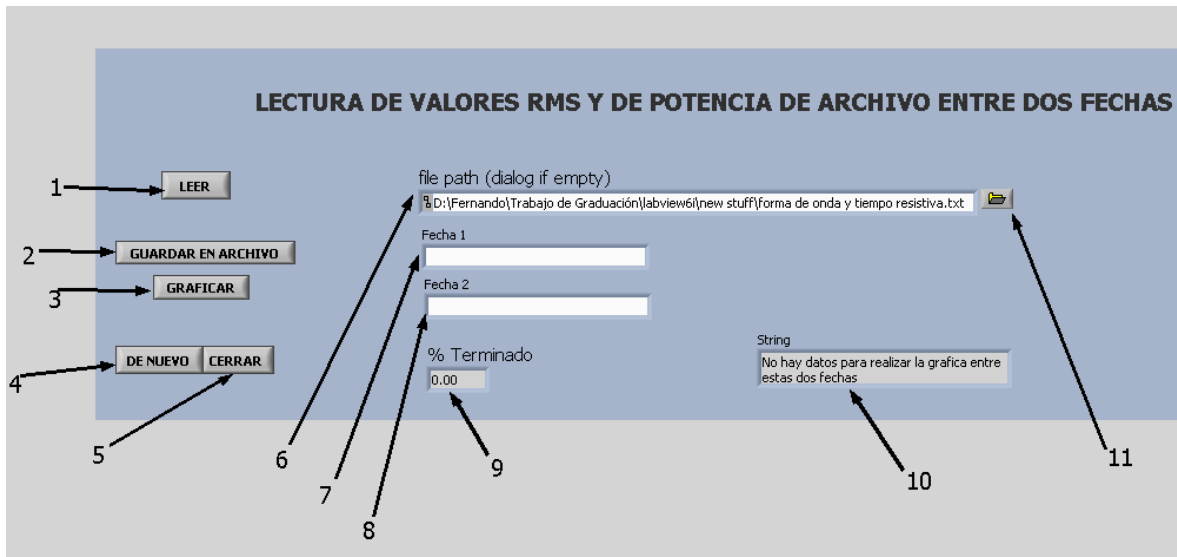 LECTURA DE VALORES RMS Y DE POTENCIA DE ARCHIVO ENTRE DOS FECHAS
1
LEER
file path (dialog if empty)
D:\Fernando\Trabajo de Graduación\labview6i\new stuff\forma de onda y tiempo resistiva.txt
2
GUARDAR EN ARCHIVO
Fecha 1
3
GRAFICAR
Fecha 2
4
DE NUEVO
CERRAR
% Terminado
0.00
String
No hay datos para realizar la grafica entre
estas dos fechas
5
6
7
8
9
10
11